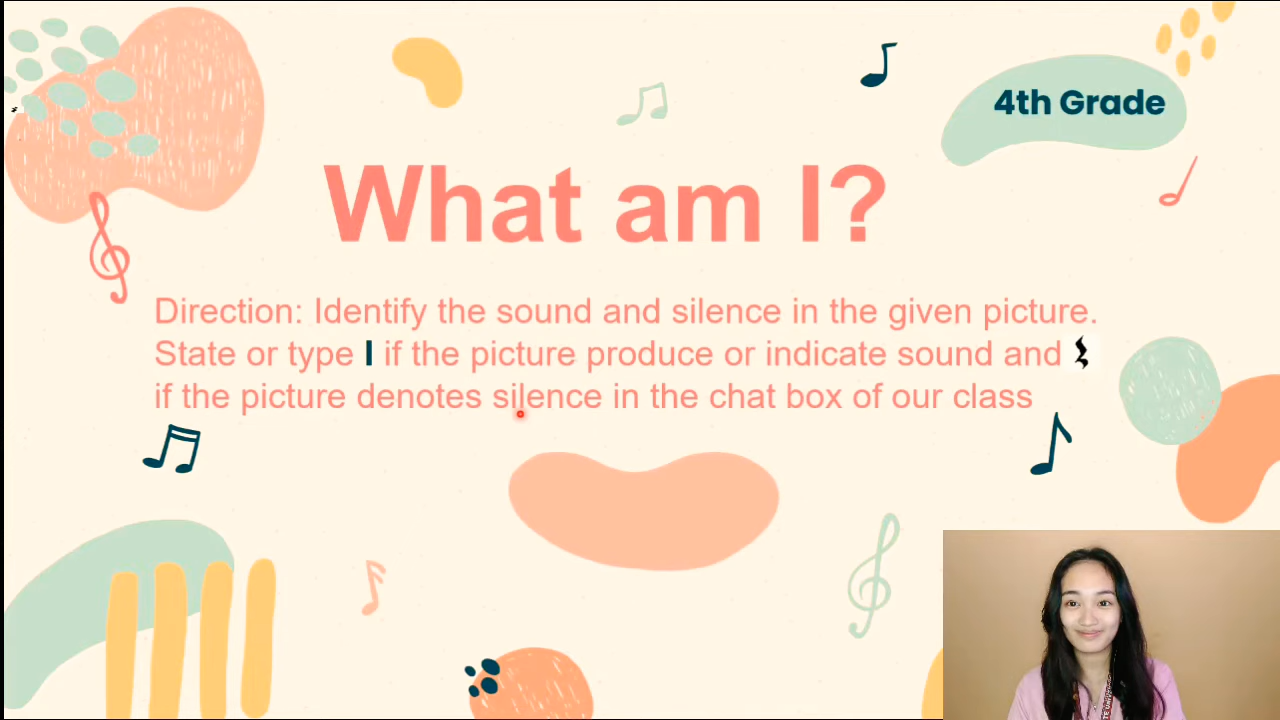 4th Grade
What am I?
Direction: Identify the sound and silence in the given picture.
State or type I if the picture produce or indicate sound and 𝄽
if the picture denotes silence in the chat box of our class